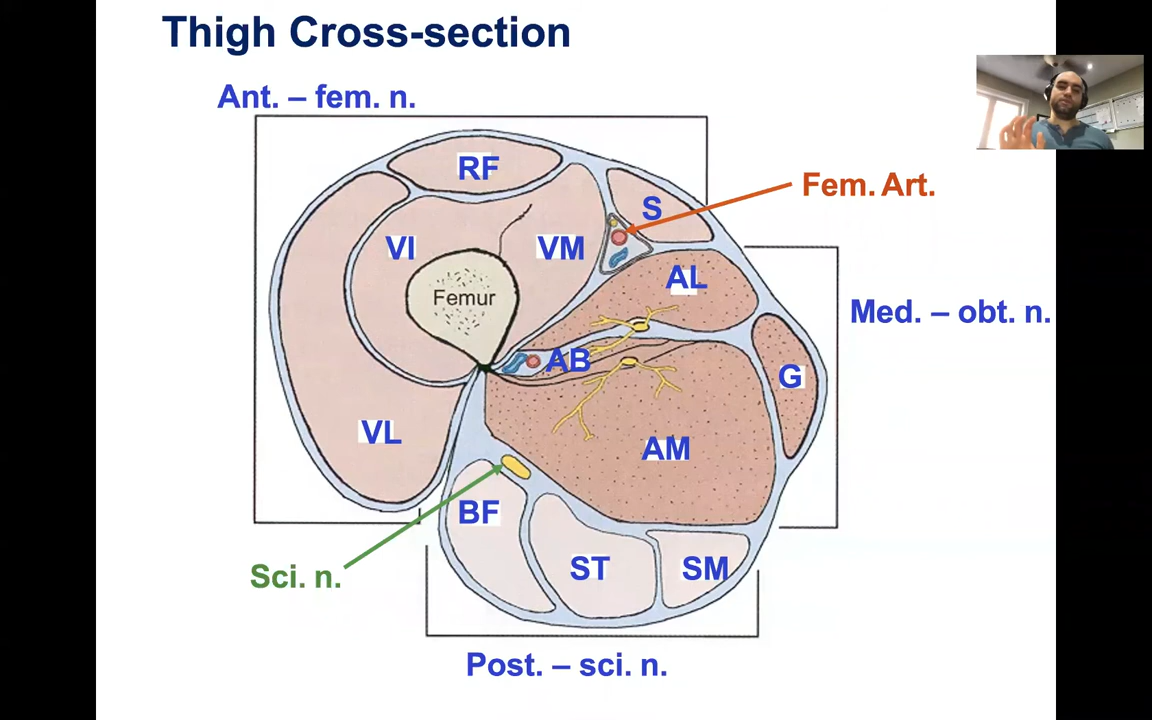 Thigh Cross-section
Ant. – fem. n.
RF
Fem. Art.
S
VI
VM
AL
Femur
Med. – obt. n.
AB
G
VL
AM
BF
ST
SM
Sci. n.
Post. – sci. n.